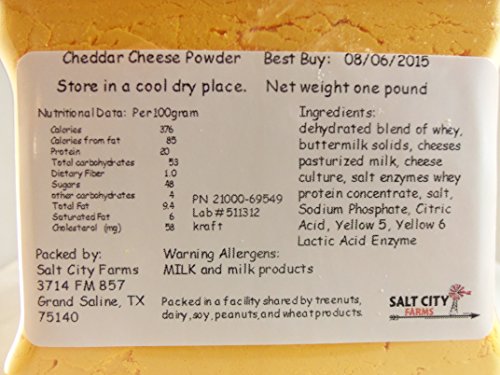 Cheddar Cheese Powder Best Buy: 08/06/2015
Store in a cool dry place. Net weight one pound
Nutritional Data: Per 100gram
Calories 376
Calories from fat 85
Protein 20
Total carbohydrates 53
Dietary Fiber 1.0
Sugars 48
other carbohydrates 4
Total Fat 9.4
Saturated Fat 6
Cholestral (mg) 58
PN 21000-69549
Lab # 511312
kraft
Ingredients:
dehydrated blend of whey,
buttermilk solids, cheeses
pasturized milk, cheese
culture, salt enzymes whey
protein concentrate, salt,
Sodium Phosphate, Citric
Acid, Yellow 5, Yellow 6
Lactic Acid Enzyme
Packed by:
Salt City Farms
3714 FM 857
Grand Saline, TX
75140
Warning Allergens:
MILK and milk products
Packed in a facility shared by treenuts,
dairy, soy, peanuts, and wheat products.
SALT CITY
FARMS